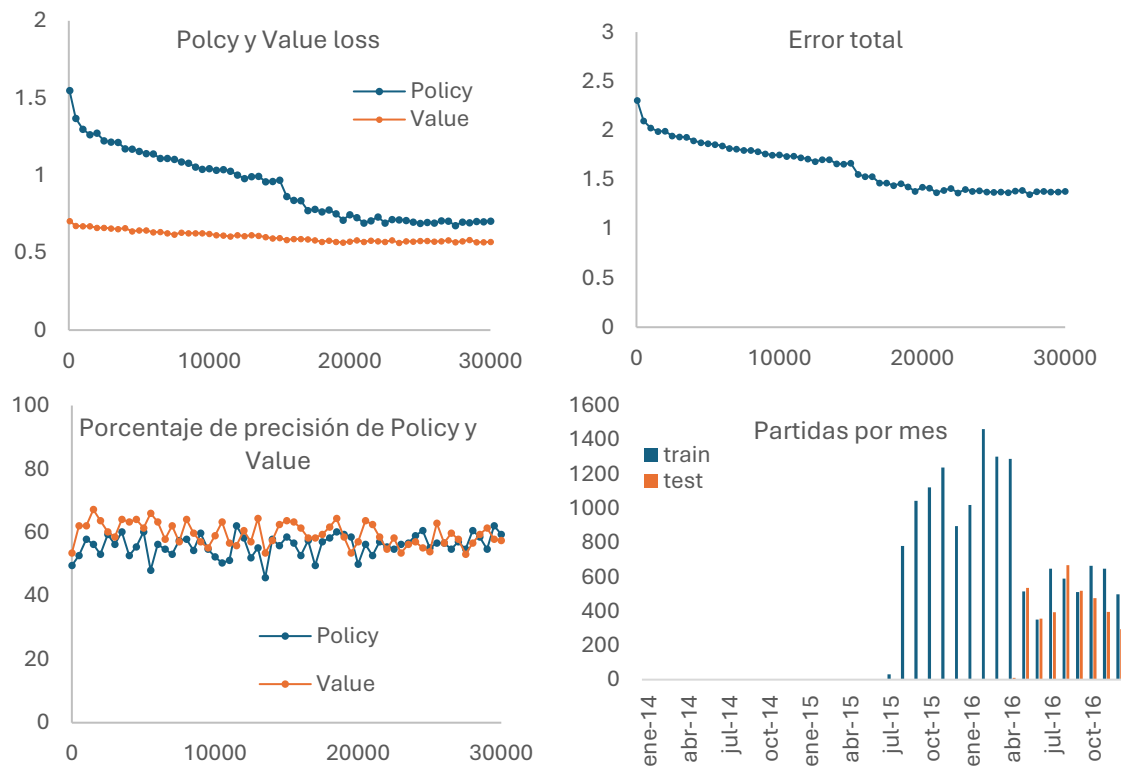 Polcy y Value loss
2
1.5
1
0.5
0
0
10000
20000
30000
Policy
Value
Error total
3
2.5
2
1.5
1
0.5
0
0
10000
20000
30000
Porcentaje de precisión de Policy y
Value
100
80
60
40
20
0
0
10000
20000
30000
Policy
Value
Partidas por mes
train
test
1600
1400
1200
1000
800
600
400
200
0
ene-14
abr-14
jul-14
oct-14
ene-15
abr-15
jul-15
oct-15
ene-16
abr-16
jul-16
oct-16